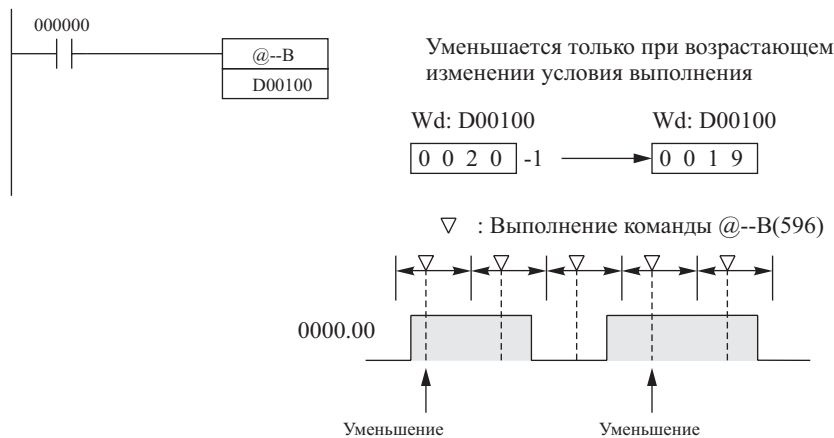 000000
@--B
D00100
Уменьшается только при возрастающем
изменении условия выполнения
Wd: D00100 Wd: D00100
0 0 2 0 -1 0 0 1 9
▽ : Выполнение команды @--B(596)
0000.00
Уменьшение Уменьшение